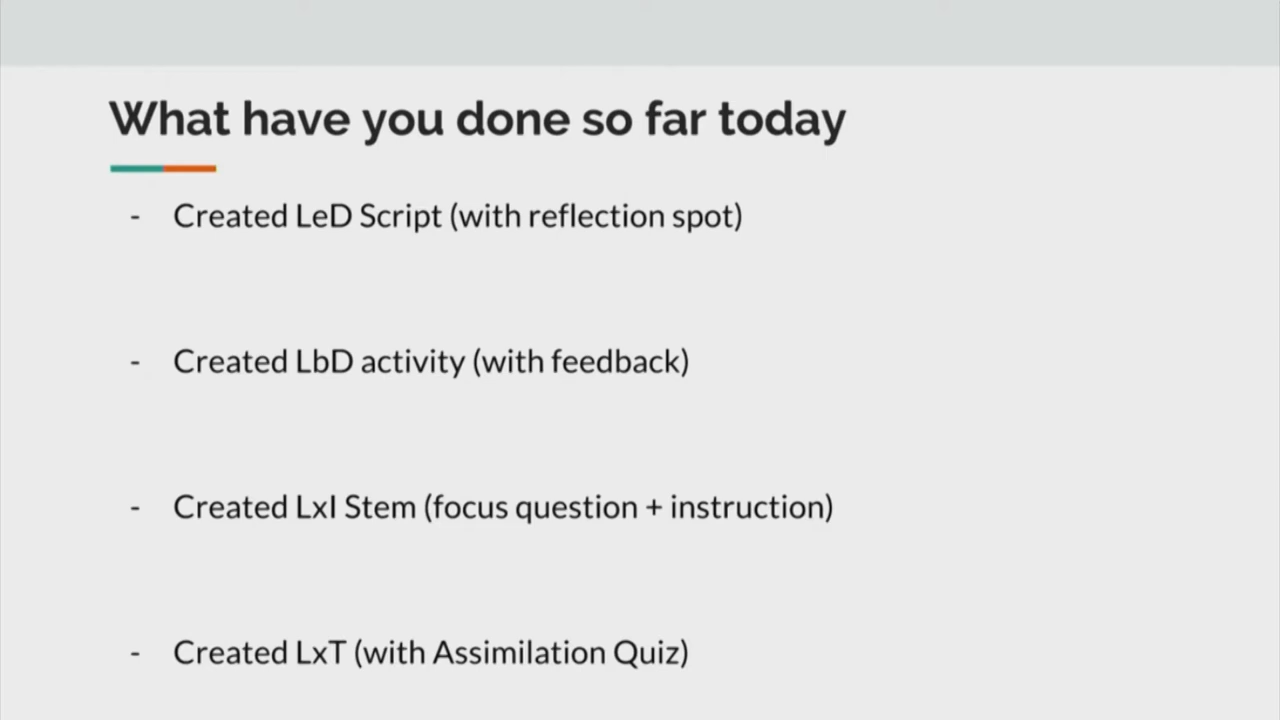 What have you done so far today
- Created LeD Script (with reflection spot)
- Created LbD activity (with feedback)
- Created LxI Stem (focus question + instruction)
- Created LxT (with Assimilation Quiz)